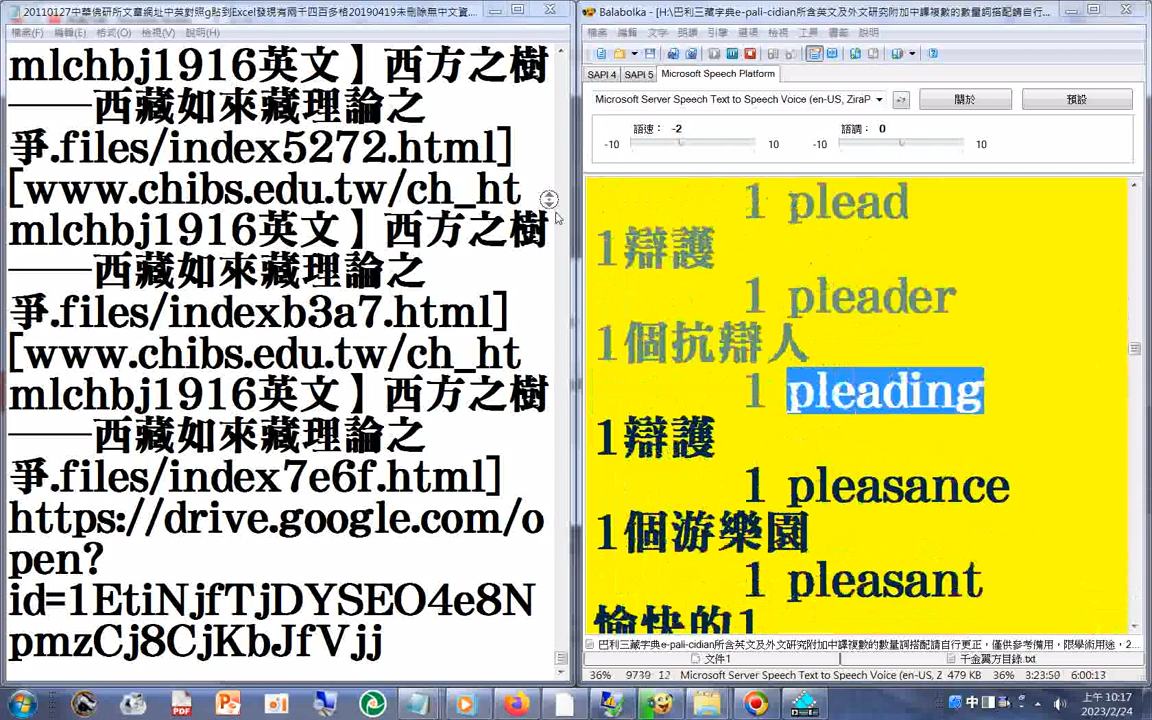 20110127中華佛研所文章網址中英對照g貼到Excel發現有兩千四百多格20190419未刪除無中文資...
檔案(F) 編輯(E) 格式(O) 檢視(V) 說明(H)
mlchbj1916英文】西方之樹
——西藏如來藏理論之
爭.files/index5272.html]
[www.chibs.edu.tw/ch_ht
mlchbj1916英文】西方之樹
——西藏如來藏理論之
爭.files/indexb3a7.html]
[www.chibs.edu.tw/ch_ht
mlchbj1916英文】西方之樹
——西藏如來藏理論之
爭.files/index7e6f.html]
https://drive.google.com/o
pen?
id=1EtiNjfTjDYSEO4e8N
pmzCj8CjKbJfVjj
Balabolka - [H:\巴利三藏字典e-pali-cidian所含英文及外文研究附加中譯複數的數量詞搭配請自行...
檔案 編輯 文字 朗讀 引擎 選項 檢視 工具 書籤 說明
SAPI 4 SAPI 5 Microsoft Speech Platform
Microsoft Server Speech Text to Speech Voice (en-US, ZiraP
關於
預設
語速： -2 語調： 0
-10 10 -10 10
1 plead
1辯護
1 pleader
1個抗辯人
1 pleading
1辯護
1 pleasance
1個游樂園
1 pleasant
愉快的1
巴利三藏字典e-pali-cidian所含英文及外文研究附加中譯複數的數量詞搭配請自行更正，僅供參考備用，限學術用途，2...
文件1 千金翼方目錄.txt
36% 9739 12 Microsoft Server Speech Text to Speech Voi... 479 KB 36% 3:23:50 6:00:13
PDF
中
上午 10:17
2023/2/24